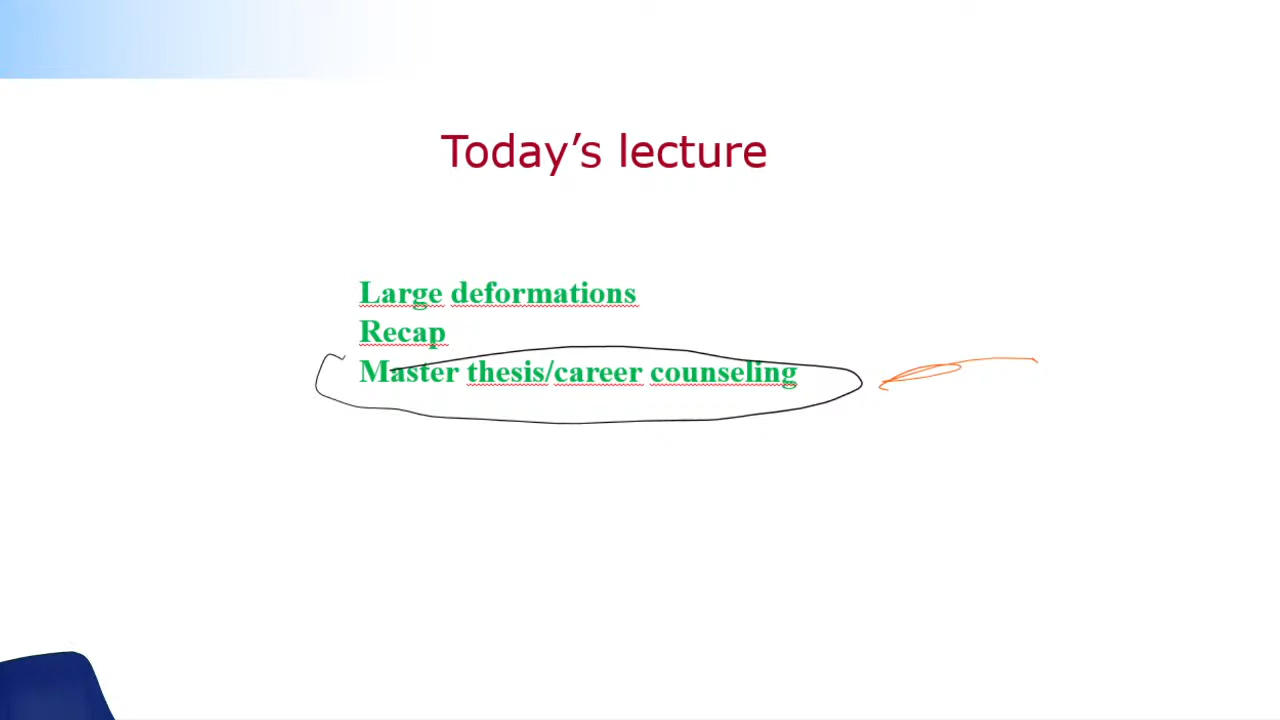 Today’s lecture
Large deformations
Recap
Master thesis/career counseling